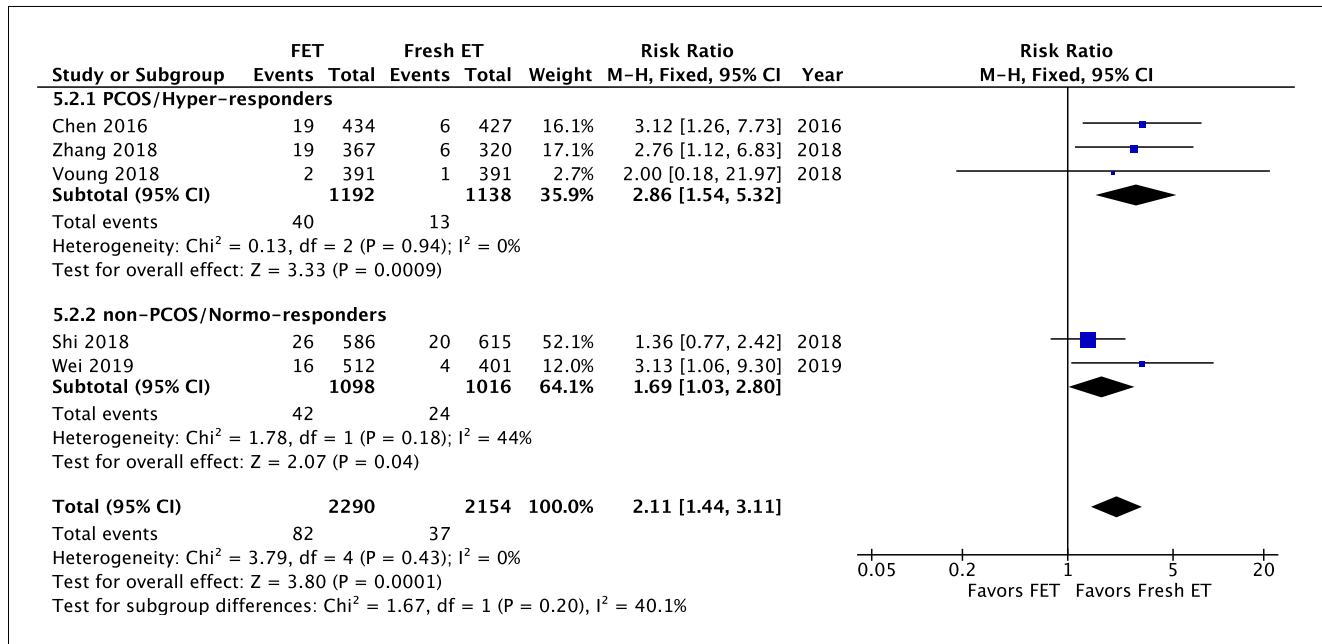 FET Fresh ET Risk Ratio Risk Ratio
Study or Subgroup Events Total Events Total Weight M-H, Fixed, 95% CI Year M-H, Fixed, 95% CI
5.2.1 PCOS/Hyper-responders
Chen 2016 19 434 6 427 16.1% 3.12 [1.26, 7.73] 2016
Zhang 2018 19 367 6 320 17.1% 2.76 [1.12, 6.83] 2018
Voung 2018 2 391 1 391 2.7% 2.00 [0.18, 21.97] 2018
Subtotal (95% CI) 1192 1138 35.9% 2.86 [1.54, 5.32]
Total events 40 13
Heterogeneity: Chi² = 0.13, df = 2 (P = 0.94); I² = 0%
Test for overall effect: Z = 3.33 (P = 0.0009)
5.2.2 non-PCOS/Normo-responders
Shi 2018 26 586 20 615 52.1% 1.36 [0.77, 2.42] 2018
Wei 2019 16 512 4 401 12.0% 3.13 [1.06, 9.30] 2019
Subtotal (95% CI) 1098 1016 64.1% 1.69 [1.03, 2.80]
Total events 42 24
Heterogeneity: Chi² = 1.78, df = 1 (P = 0.18); I² = 44%
Test for overall effect: Z = 2.07 (P = 0.04)
Total (95% CI) 2290 2154 100.0% 2.11 [1.44, 3.11]
Total events 82 37
Heterogeneity: Chi² = 3.79, df = 4 (P = 0.43); I² = 0%
Test for overall effect: Z = 3.80 (P = 0.0001)
Test for subgroup differences: Chi² = 1.67, df = 1 (P = 0.20), I² = 40.1%
0.05 0.2 1 5 20
Favors FET Favors Fresh ET